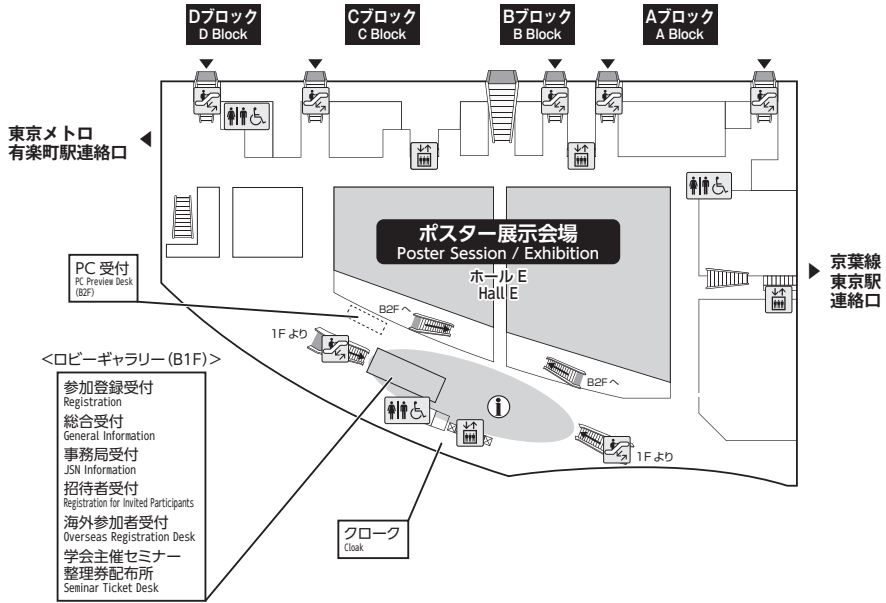 Dブロック
D Block
Cブロック
C Block
Bブロック
B Block
Aブロック
A Block
東京メトロ
有楽町駅連絡口
ポスター展示会場
Poster Session / Exhibition
ホール E
Hall E
京葉線
東京駅
連絡口
PC 受付
PC Preview Desk
(B2F)
B2Fへ
1F より
B2Fへ
1F より
＜ロビーギャラリー（B1F）＞
参加登録受付
Registration
総合受付
General Information
事務局受付
JSN Information
招待者受付
Registration for Invited Participants
海外参加者受付
Overseas Registration Desk
学会主催セミナー
整理券配布所
Seminar Ticket Desk
クローク
Cloak